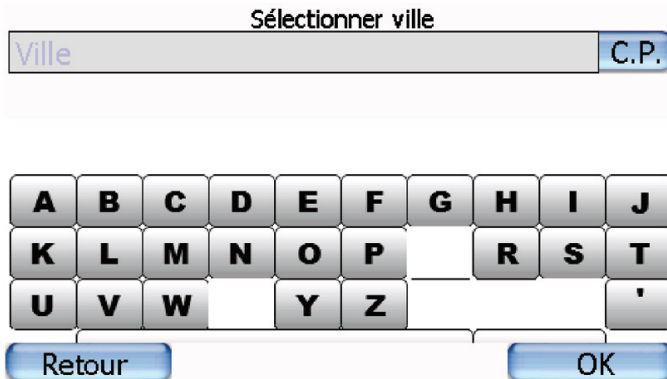 Sélectionner ville
Ville C.P.
A B C D E F G H I J
K L M N O P R S T
U V W Y Z '
Retour OK